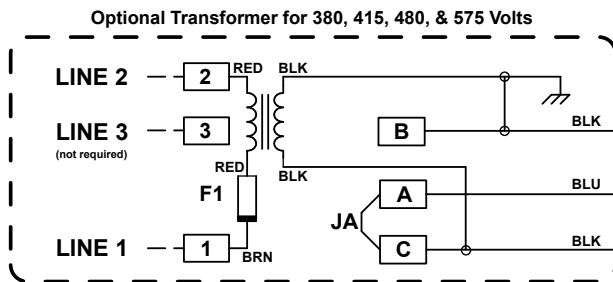 Optional Transformer for 380, 415, 480, & 575 Volts
LINE 2
2
RED
BLK
LINE 3
(not required)
3
B
BLK
RED
BLK
F1
A
BLU
JA
LINE 1
1
BRN
C
BLK